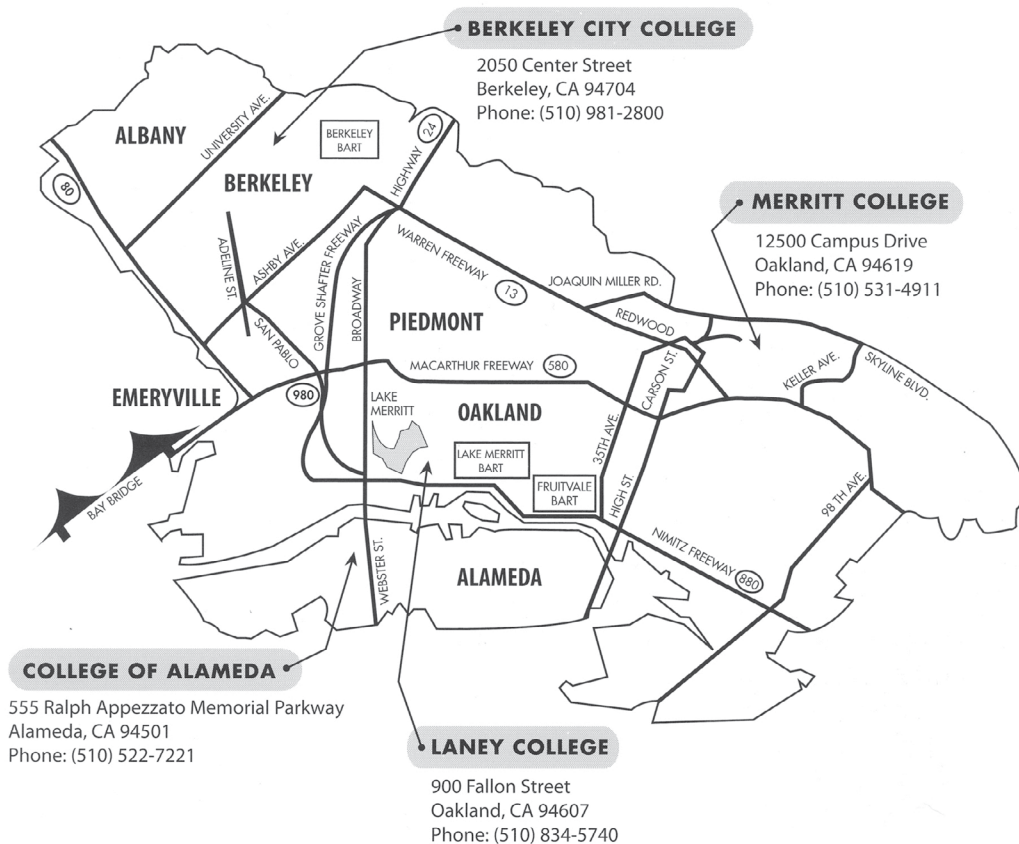 BERKELEY CITY COLLEGE
2050 Center Street
Berkeley, CA 94704
Phone: (510) 981-2800
ALBANY
UNIVERSITY AVE.
BERKELEY
BART
HIGHWAY
24
80
BERKELEY
MERRITT COLLEGE
12500 Campus Drive
Oakland, CA 94619
Phone: (510) 531-4911
ADELINE ST.
ASHBY AVE.
GROVE SHAFTER FREEWAY
BROADWAY
WARREN FREEWAY
13
JOAQUIN MILLER RD.
REDWOOD
SAN PABLO
PIEDMONT
MACARTHUR FREEWAY
580
CARSON ST.
KELLER AVE.
SKYLINE BLVD.
EMERYVILLE
980
LAKE
MERRITT
OAKLAND
35TH AVE.
LAKE MERRITT
BART
FRUITVALE
BART
HIGH ST.
98 TH AVE.
BAY BRIDGE
NIMITZ FREEWAY
880
WEBSTER ST.
ALAMEDA
COLLEGE OF ALAMEDA
555 Ralph Appezzato Memorial Parkway
Alameda, CA 94501
Phone: (510) 522-7221
LANEY COLLEGE
900 Fallon Street
Oakland, CA 94607
Phone: (510) 834-5740